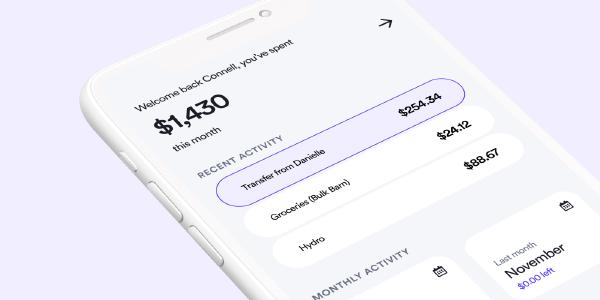 Welcome back Connell, you've spent
$1,430
this month
RECENT ACTIVITY
Transfer from Danielle $254.34
Groceries (Bulk Barn) $24.12
Hydro $88.67
MONTHLY ACTIVITY
Last month
November
$0.00 left